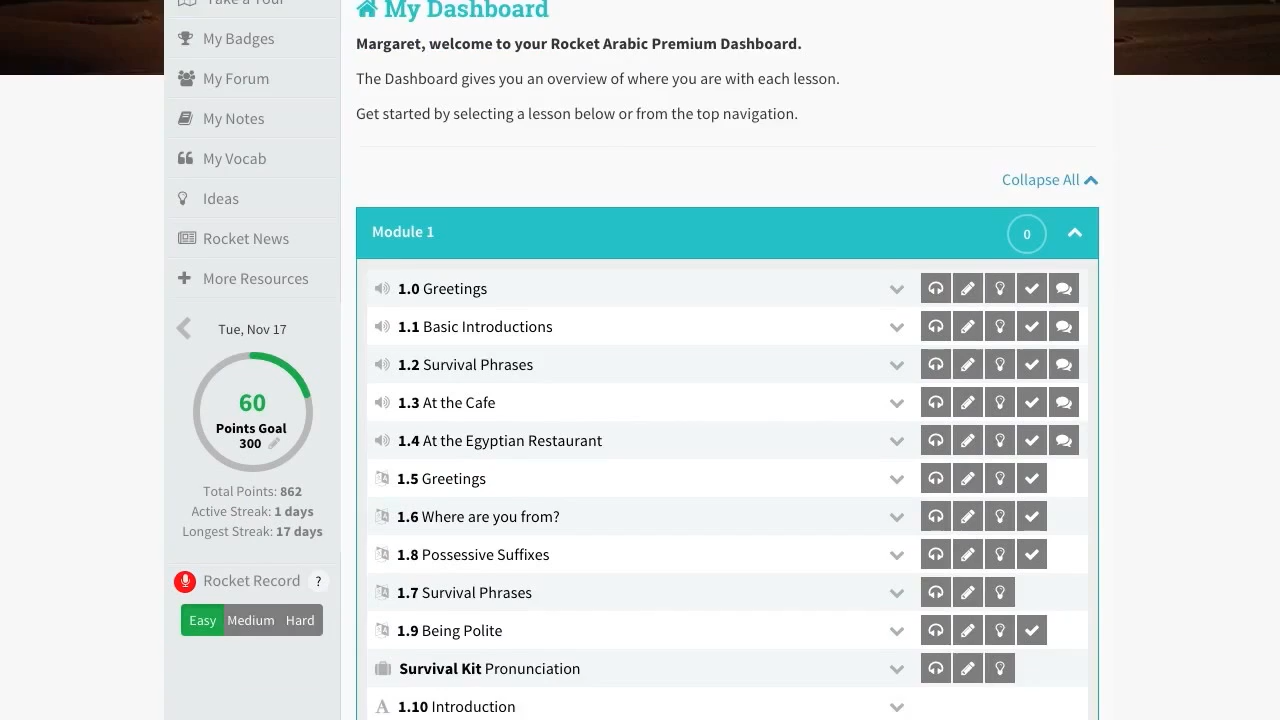 Take a Tour
My Badges
My Forum
My Notes
My Vocab
Ideas
Rocket News
More Resources
Tue, Nov 17
60
Points Goal
300
Total Points: 862
Active Streak: 1 days
Longest Streak: 17 days
Rocket Record ?
Easy Medium Hard
My Dashboard
Margaret, welcome to your Rocket Arabic Premium Dashboard.
The Dashboard gives you an overview of where you are with each lesson.
Get started by selecting a lesson below or from the top navigation.
Collapse All
Module 1 0
1.0 Greetings
1.1 Basic Introductions
1.2 Survival Phrases
1.3 At the Cafe
1.4 At the Egyptian Restaurant
1.5 Greetings
1.6 Where are you from?
1.8 Possessive Suffixes
1.7 Survival Phrases
1.9 Being Polite
Survival Kit Pronunciation
1.10 Introduction